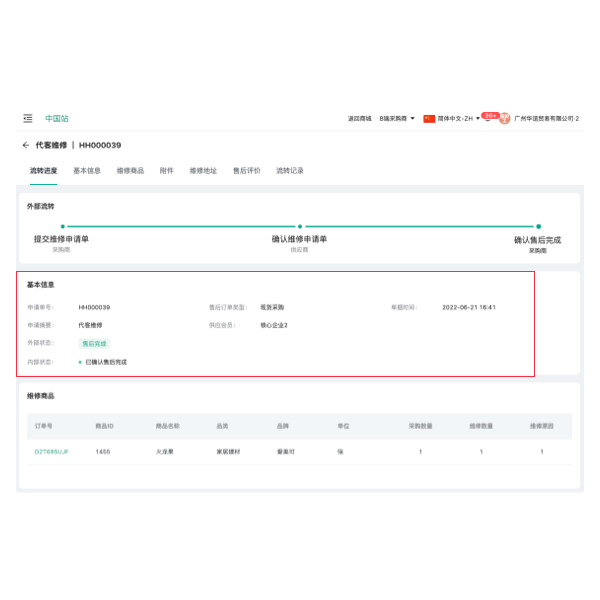 中国站 退回商城 B端采购商 简体中文-ZH 99+ 广州华谊贸易有限公司-2
代客维修 | HH000039
流转进度 基本信息 维修商品 附件 维修地址 售后评价 流转记录
外部流转
提交维修申请单 确认维修申请单 确认售后完成
采购商 供应商 采购商
基本信息
申请单号： HH000039 售后订单类型： 现货采购 单据时间： 2022-06-21 16:41
申请摘要： 代客维修 供应会员： 核心企业2
外部状态： 售后完成
内部状态： 已确认售后完成
维修商品
订单号 商品ID 商品名称 品类 品牌 单位 采购数量 维修数量 维修原因
1455 火龙果 家居建材 爱奥可 张 1 1 1